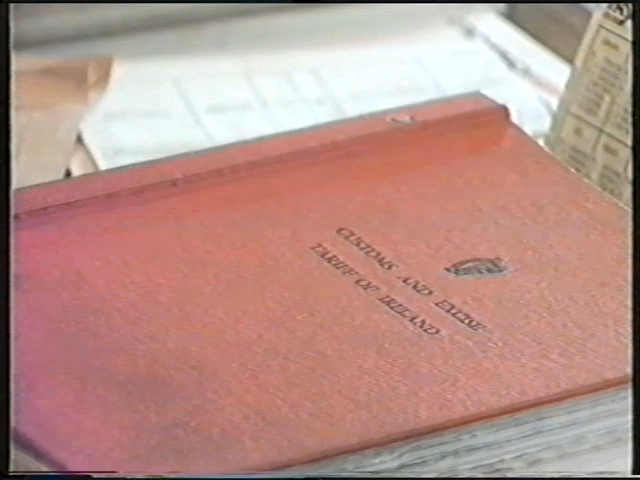 CUSTOMS AND EXCISE
TARIFF OF IRELAND